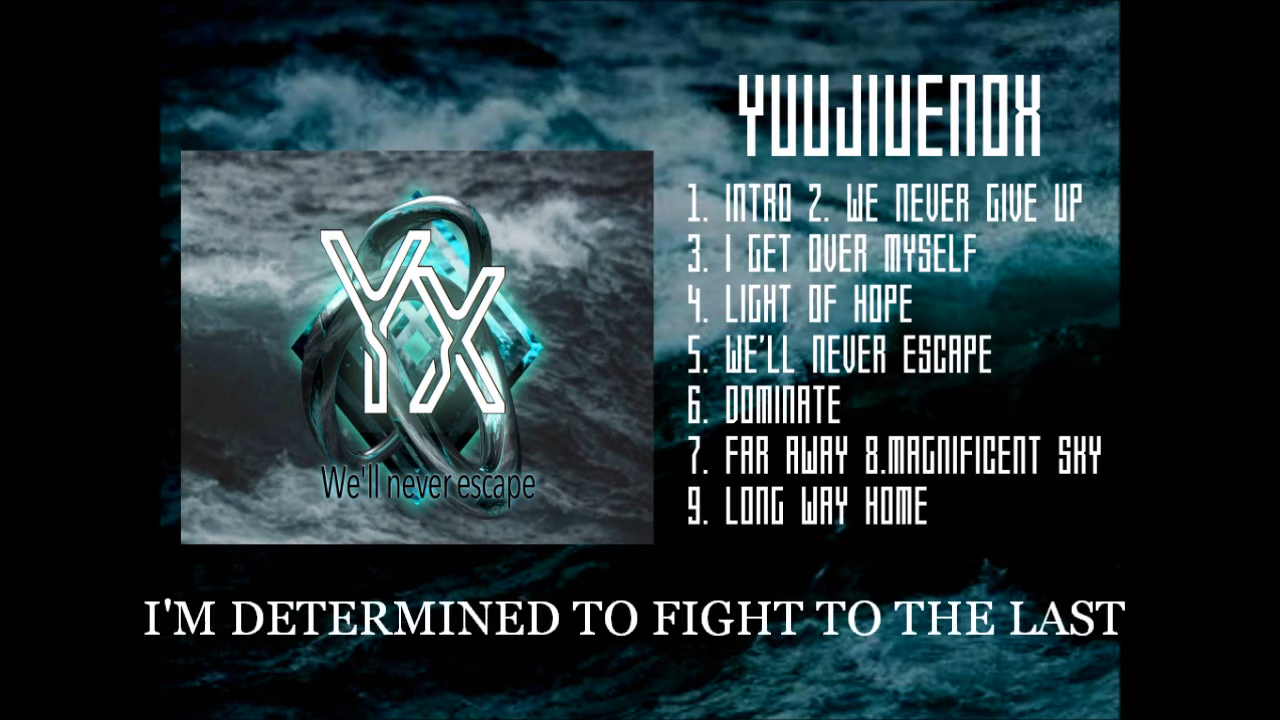 YUUJIUENOX
1. INTRO 2. WE NEVER GIVE UP
3. I GET OVER MYSELF
4. LIGHT OF HOPE
5. WE'LL NEVER ESCAPE
6. DOMINATE
7. FAR AWAY 8.MAGNIFICENT SKY
9. LONG WAY HOME
YX
We'll never escape
I'M DETERMINED TO FIGHT TO THE LAST